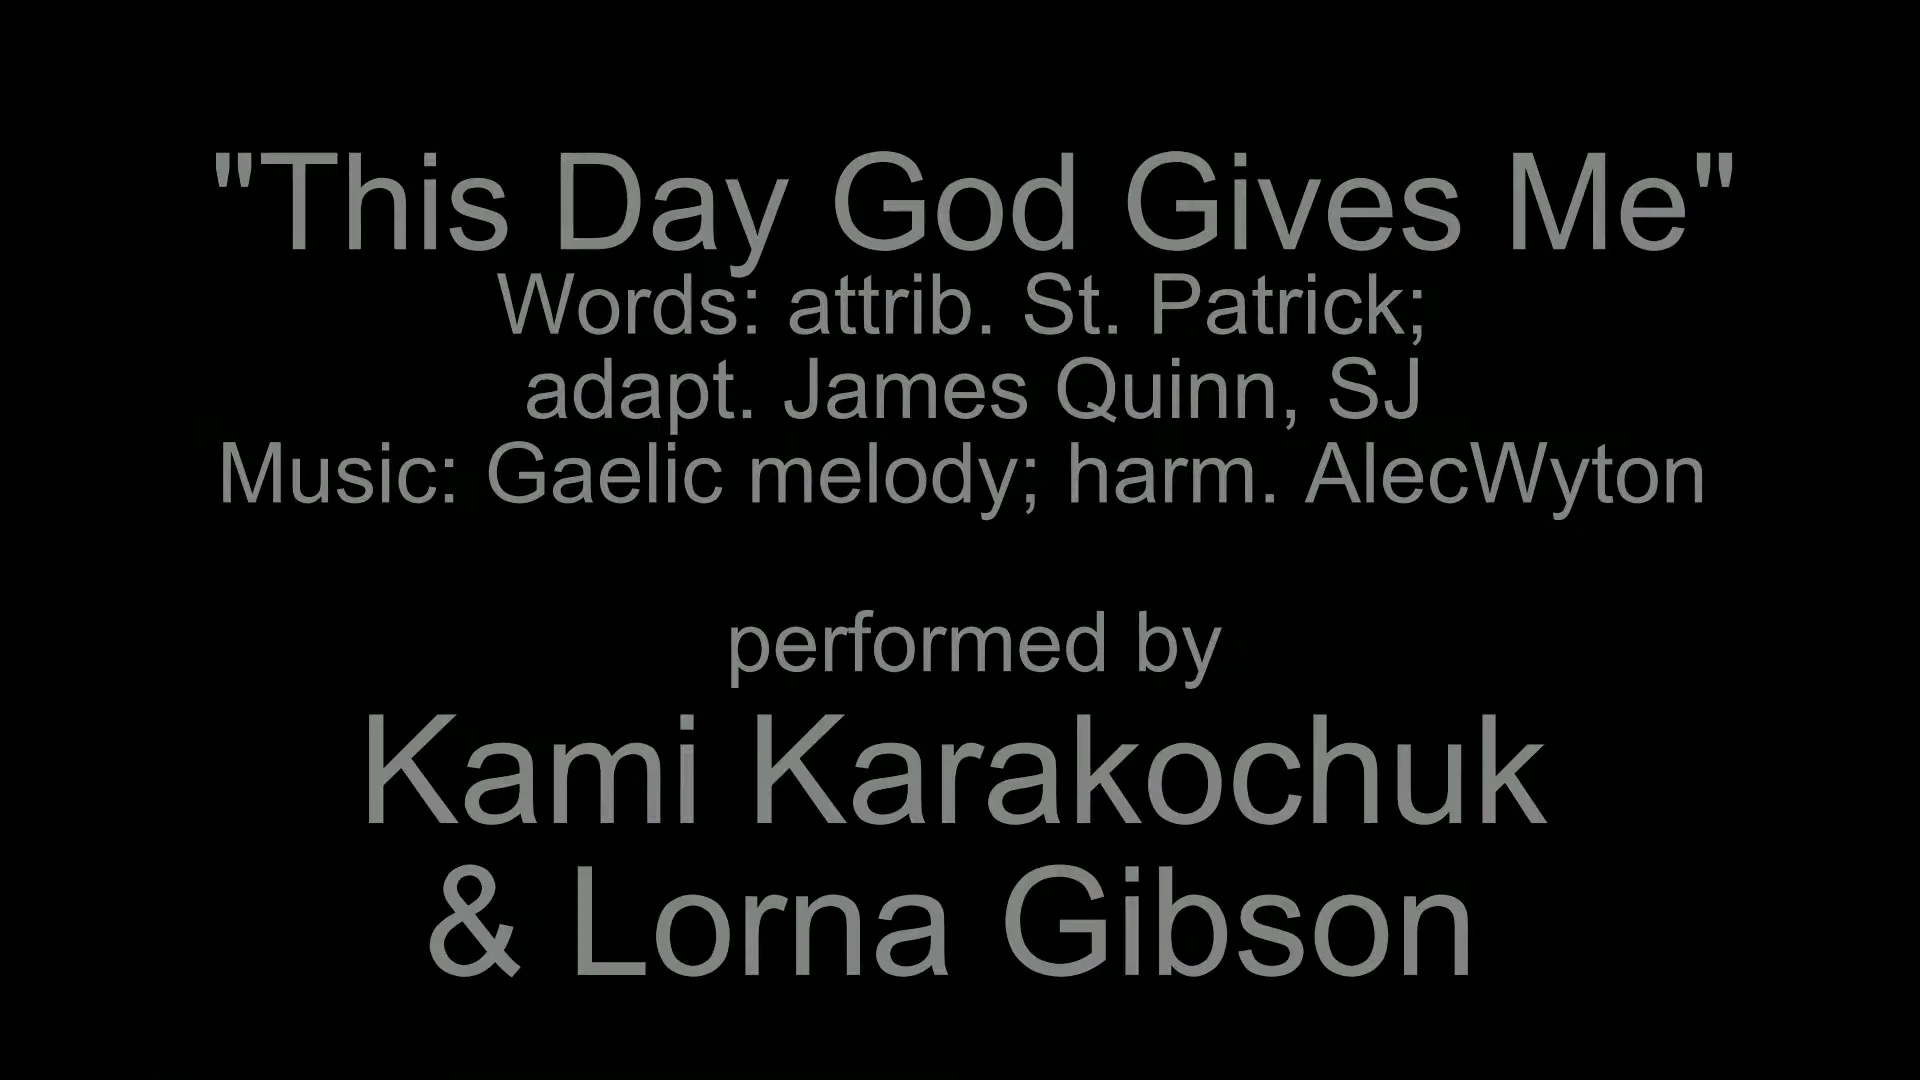 "This Day God Gives Me"
Words: attrib. St. Patrick;
adapt. James Quinn, SJ
Music: Gaelic melody; harm. AlecWyton
performed by
Kami Karakochuk
& Lorna Gibson